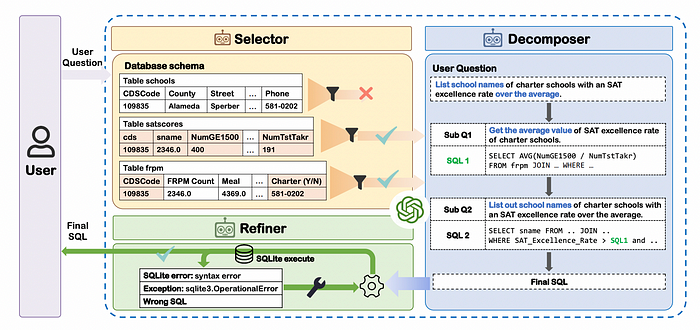 User
Question
User
Final
SQL
Selector
Database schema
Table schools
CDSCode County Street ... Phone
109835 Alameda Sperber ... 581-0202
Table satscores
cds sname NumGE1500 ... NumTstTakr
109835 2346.0 400 ... 191
Table frpm
CDSCode FRPM Count Meal ... Charter (Y/N)
109835 2346.0 4369.0 ... 581-0202
Refiner
SQLite execute
SQLite error: syntax error
Exception: sqlite3.OperationalError
Wrong SQL
Decomposer
User Question
List school names of charter schools with an SAT
excellence rate over the average.
Sub Q1
Get the average value of SAT excellence rate
of charter schools.
SQL 1
SELECT AVG(NumGE1500 / NumTstTakr)
FROM frpm JOIN … WHERE …
Sub Q2
List out school names of charter schools with
an SAT excellence rate over the average.
SQL 2
SELECT sname FROM .. JOIN ..
WHERE SAT_Excellence_Rate > SQL1 and ..
Final SQL